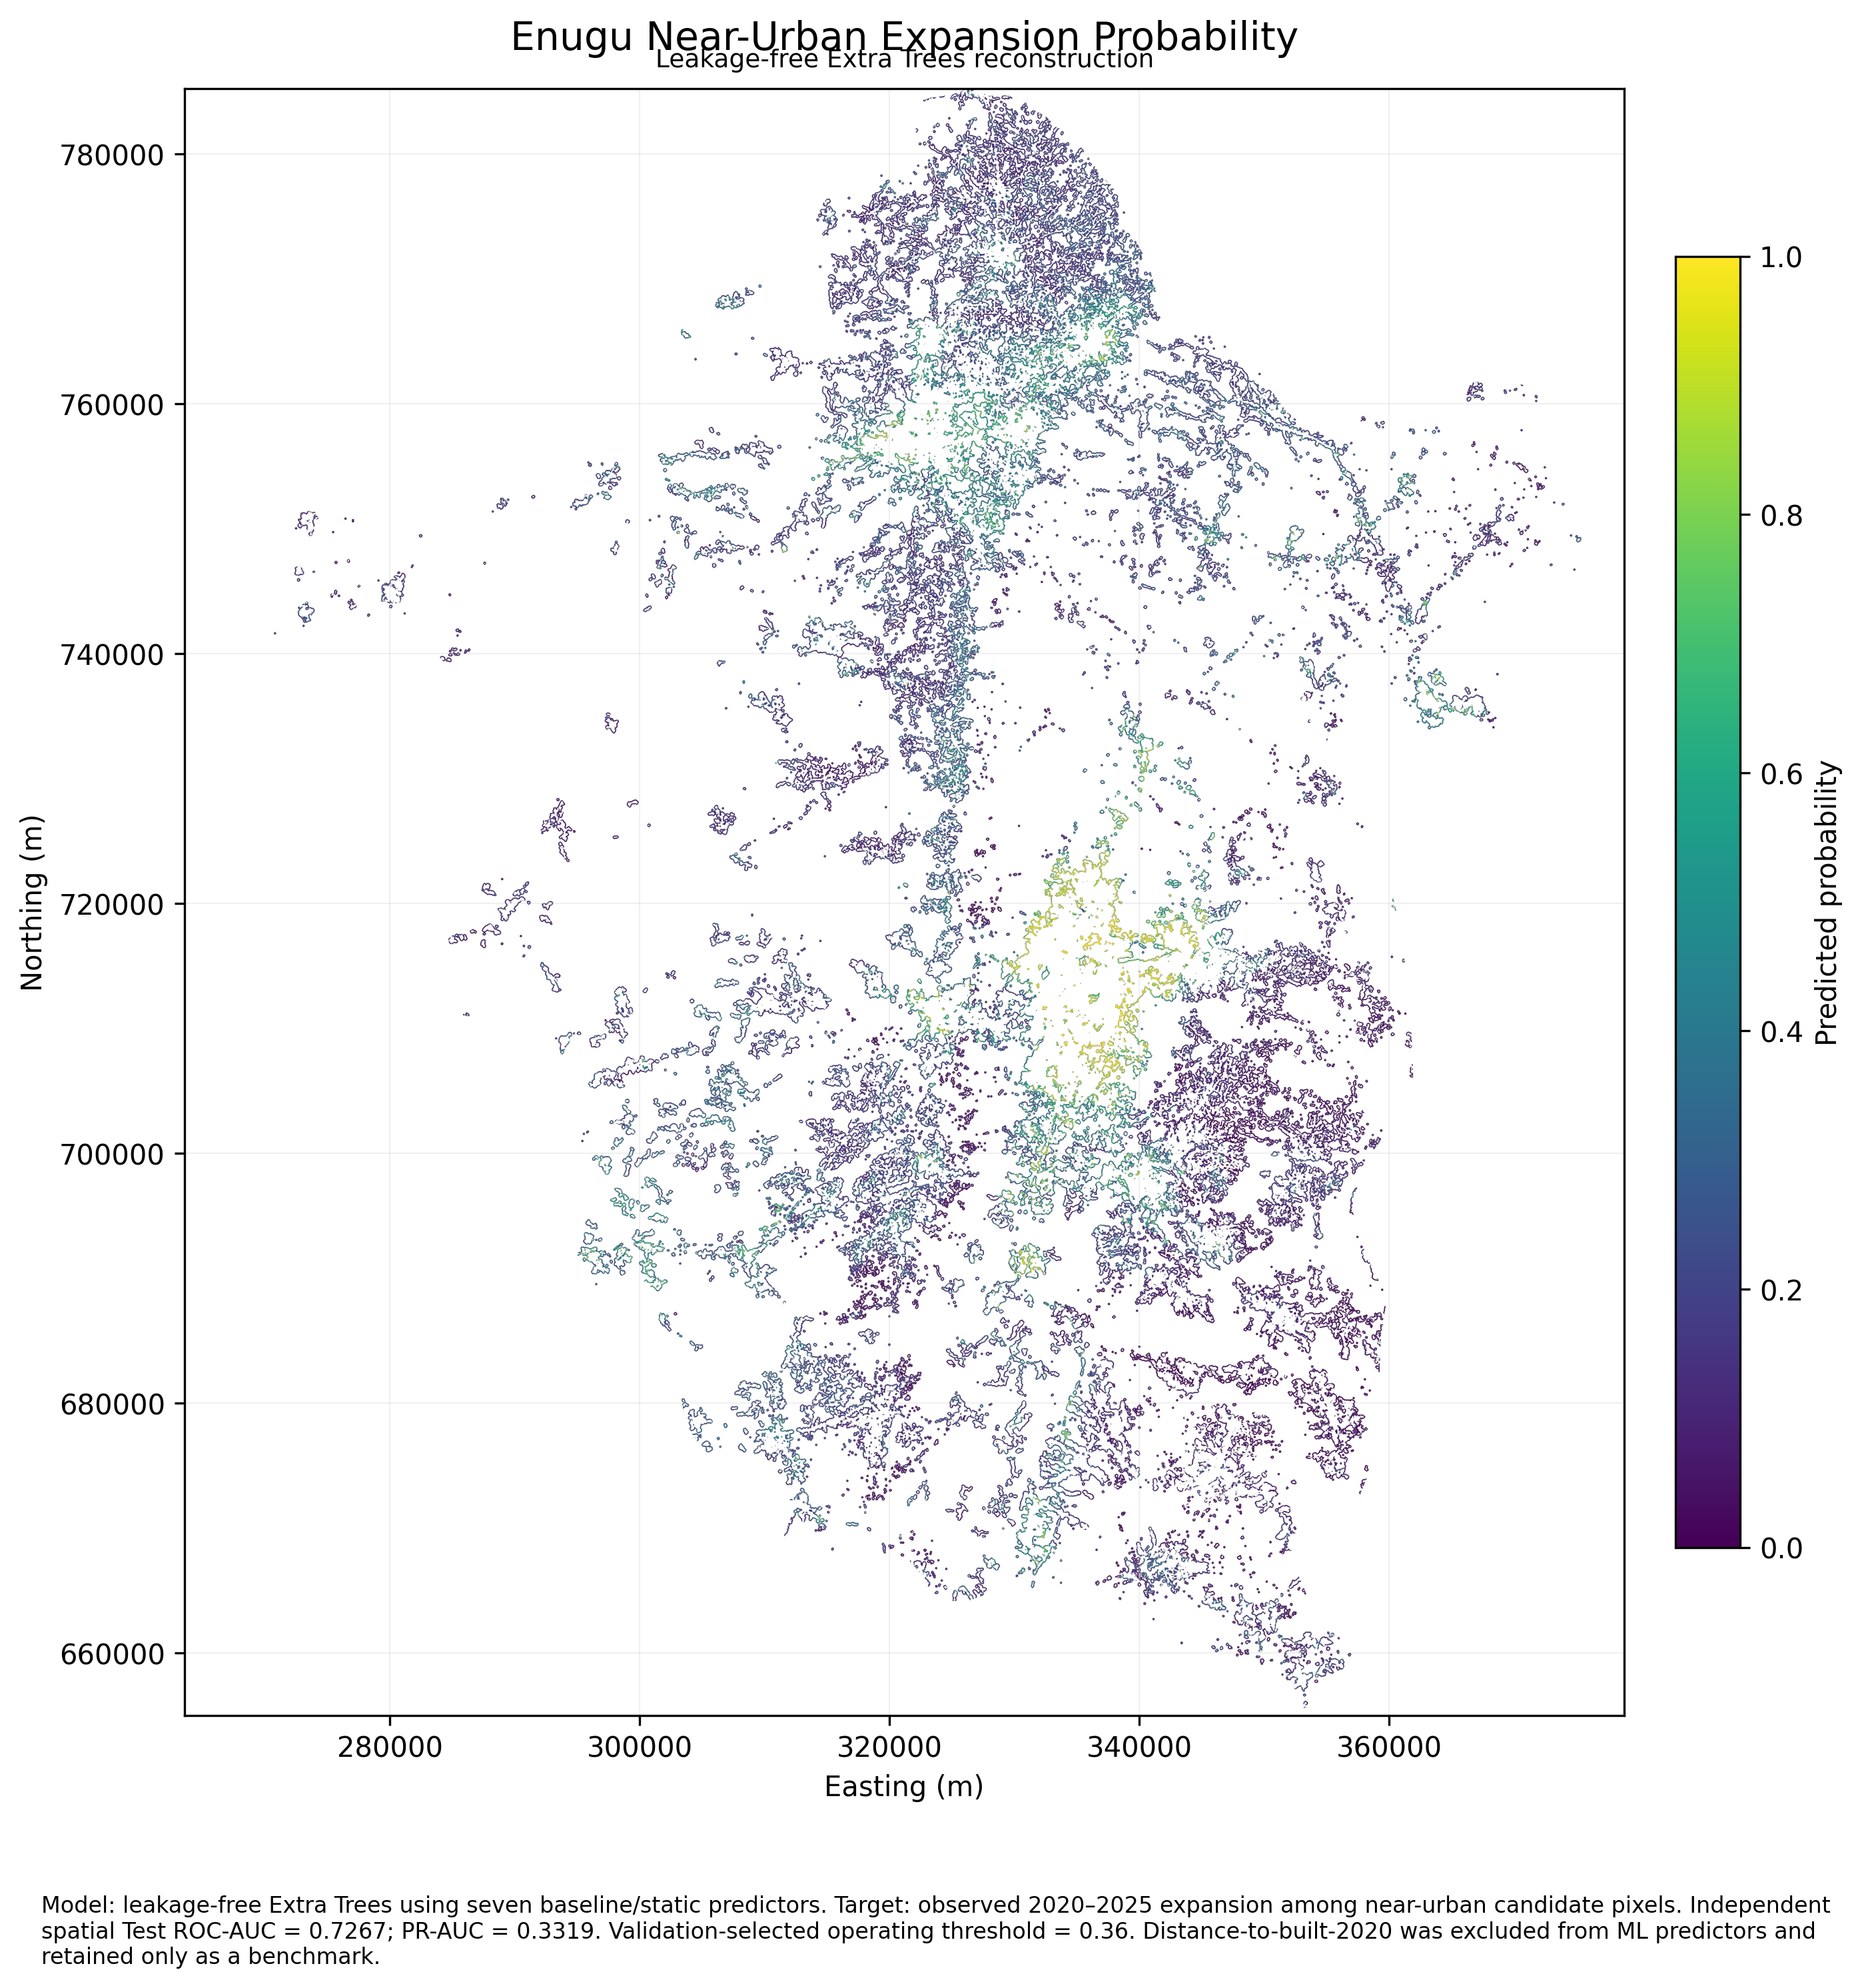 Enugu Near-Urban Expansion Probability
Leakage-free Extra Trees reconstruction
780000
760000
740000
720000
700000
680000
660000
Northing (m)
280000
300000
320000
340000
360000
Easting (m)
1.0
0.8
0.6
0.4
0.2
0.0
Predicted probability
Model: leakage-free Extra Trees using seven baseline/static predictors. Target: observed 2020–2025 expansion among near-urban candidate pixels. Independent
spatial Test ROC-AUC = 0.7267; PR-AUC = 0.3319. Validation-selected operating threshold = 0.36. Distance-to-built-2020 was excluded from ML predictors and
retained only as a benchmark.